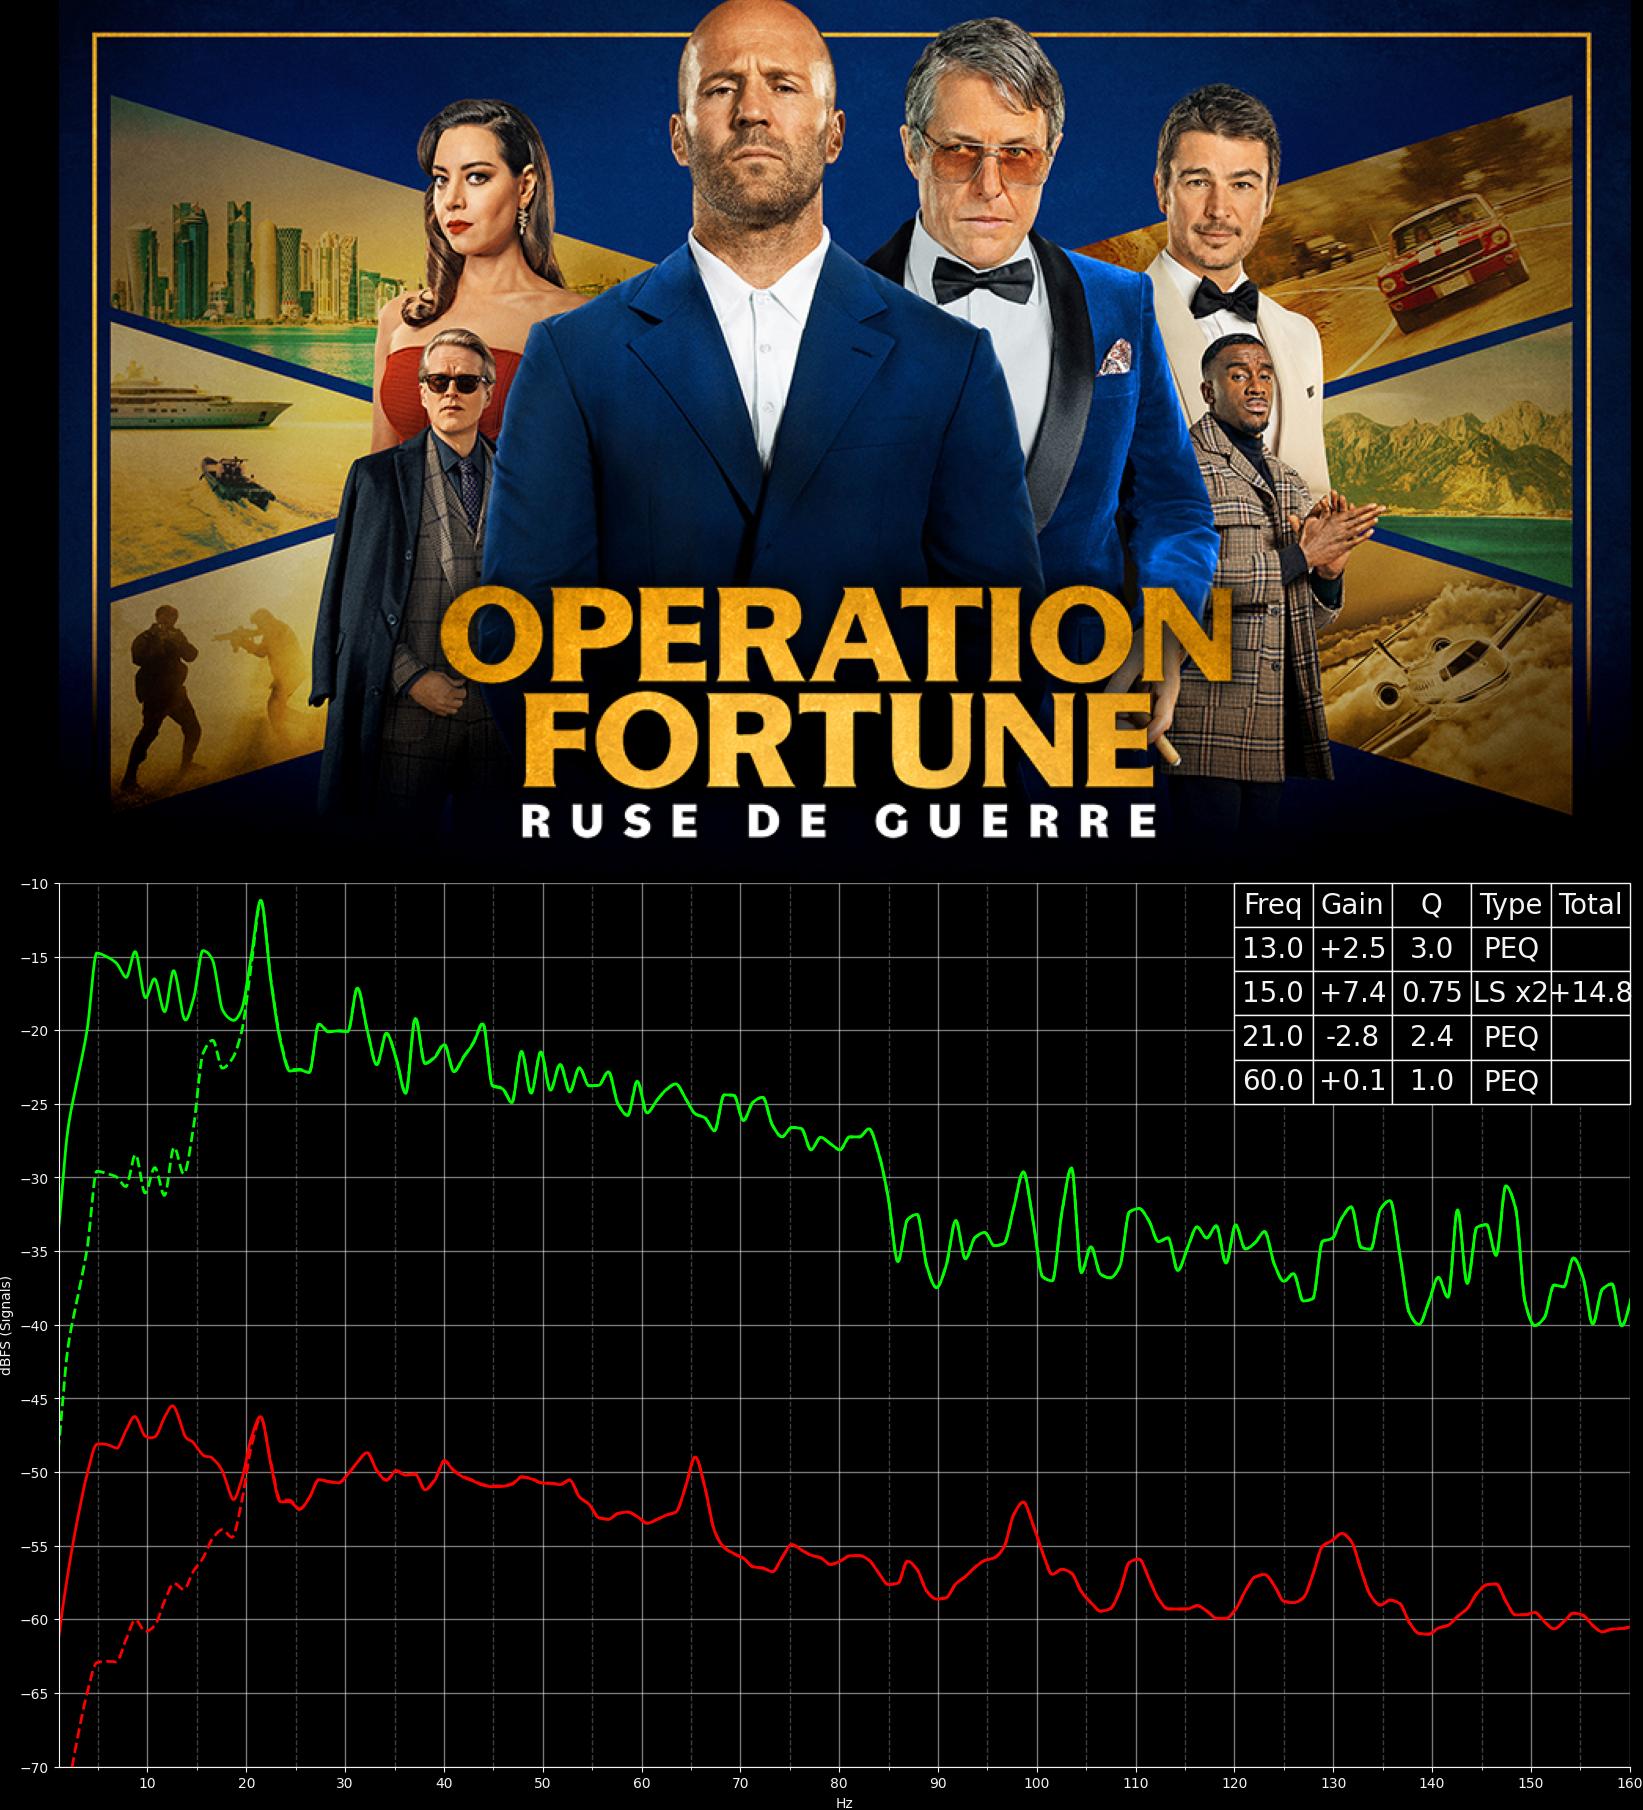 OPERATION
FORTUNE
RUSE DE GUERRE
Freq Gain Q Type Total
13.0 +2.5 3.0 PEQ
15.0 +7.4 0.75 LS x2 +14.8
21.0 -2.8 2.4 PEQ
60.0 +0.1 1.0 PEQ
−10
−15
−20
−25
−30
−35
−40
−45
−50
−55
−60
−65
−70
dBFS (Signals)
10 20 30 40 50 60 70 80 90 100 110 120 130 140 150 160
Hz